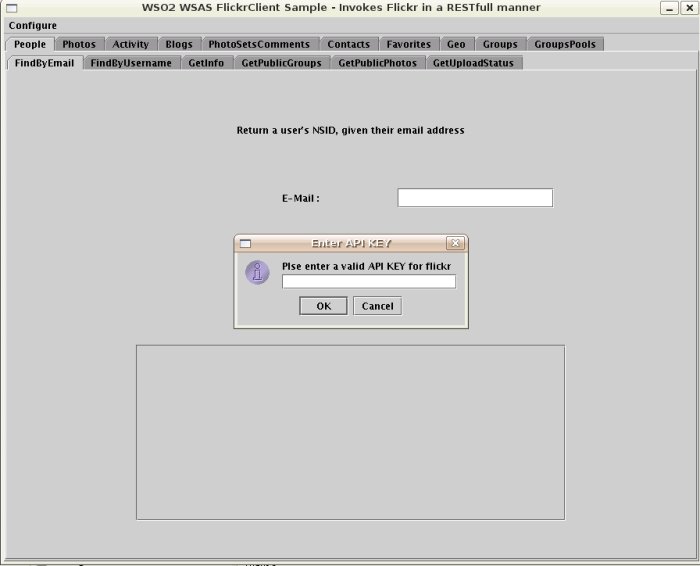 WSO2 WSAS FlickrClient Sample - Invokes Flickr in a RESTfull manner
Configure
People Photos Activity Blogs PhotoSetsComments Contacts Favorites Geo Groups GroupsPools
FindByEmail FindByUsername GetInfo GetPublicGroups GetPublicPhotos GetUploadStatus
Return a user's NSID, given their email address
E-Mail :
Enter API KEY
Plse enter a valid API KEY for flickr
OK Cancel